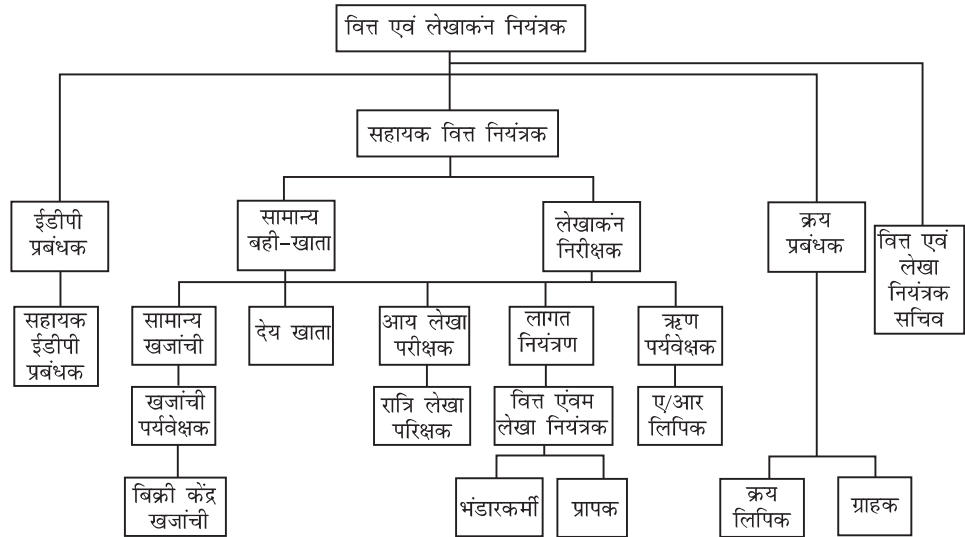 वित्त एवं लेखाकंन नियंत्रक
सहायक वित्त नियंत्रक
ईडीपी
प्रबंधक
सामान्य
बही-खाता
लेखाकंन
निरीक्षक
क्रय
प्रबंधक
वित्त एवं
लेखा
नियंत्रक
सचिव
सहायक
ईडीपी
प्रबंधक
सामान्य
खजांची
देय खाता
आय लेखा
परीक्षक
लागत
नियंत्रण
ऋण
पर्यवेक्षक
खजांची
पर्यवेक्षक
रात्रि लेखा
परिक्षक
वित्त एंवम
लेखा नियंत्रक
ए/आर
लिपिक
बिक्री केंद्र
खजांची
भंडारकर्मी
प्रापक
क्रय
लिपिक
ग्राहक